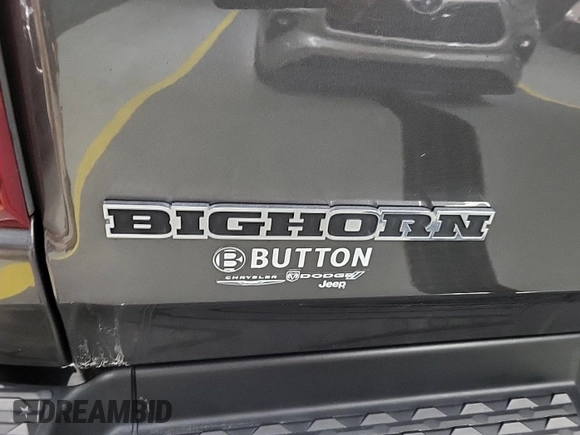 BIGHORN
B BUTTON
CHRYSLER DODGE
Jeep
DREAMBID